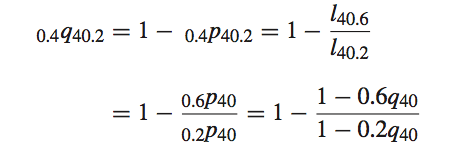 ₀.₄q₄₀.₂ = 1 − ₀.₄p₄₀.₂ = 1 − l₄₀.₆ / l₄₀.₂
= 1 − ₀.₆p₄₀ / ₀.₂p₄₀ = 1 − (1 − 0.6q₄₀) / (1 − 0.2q₄₀)